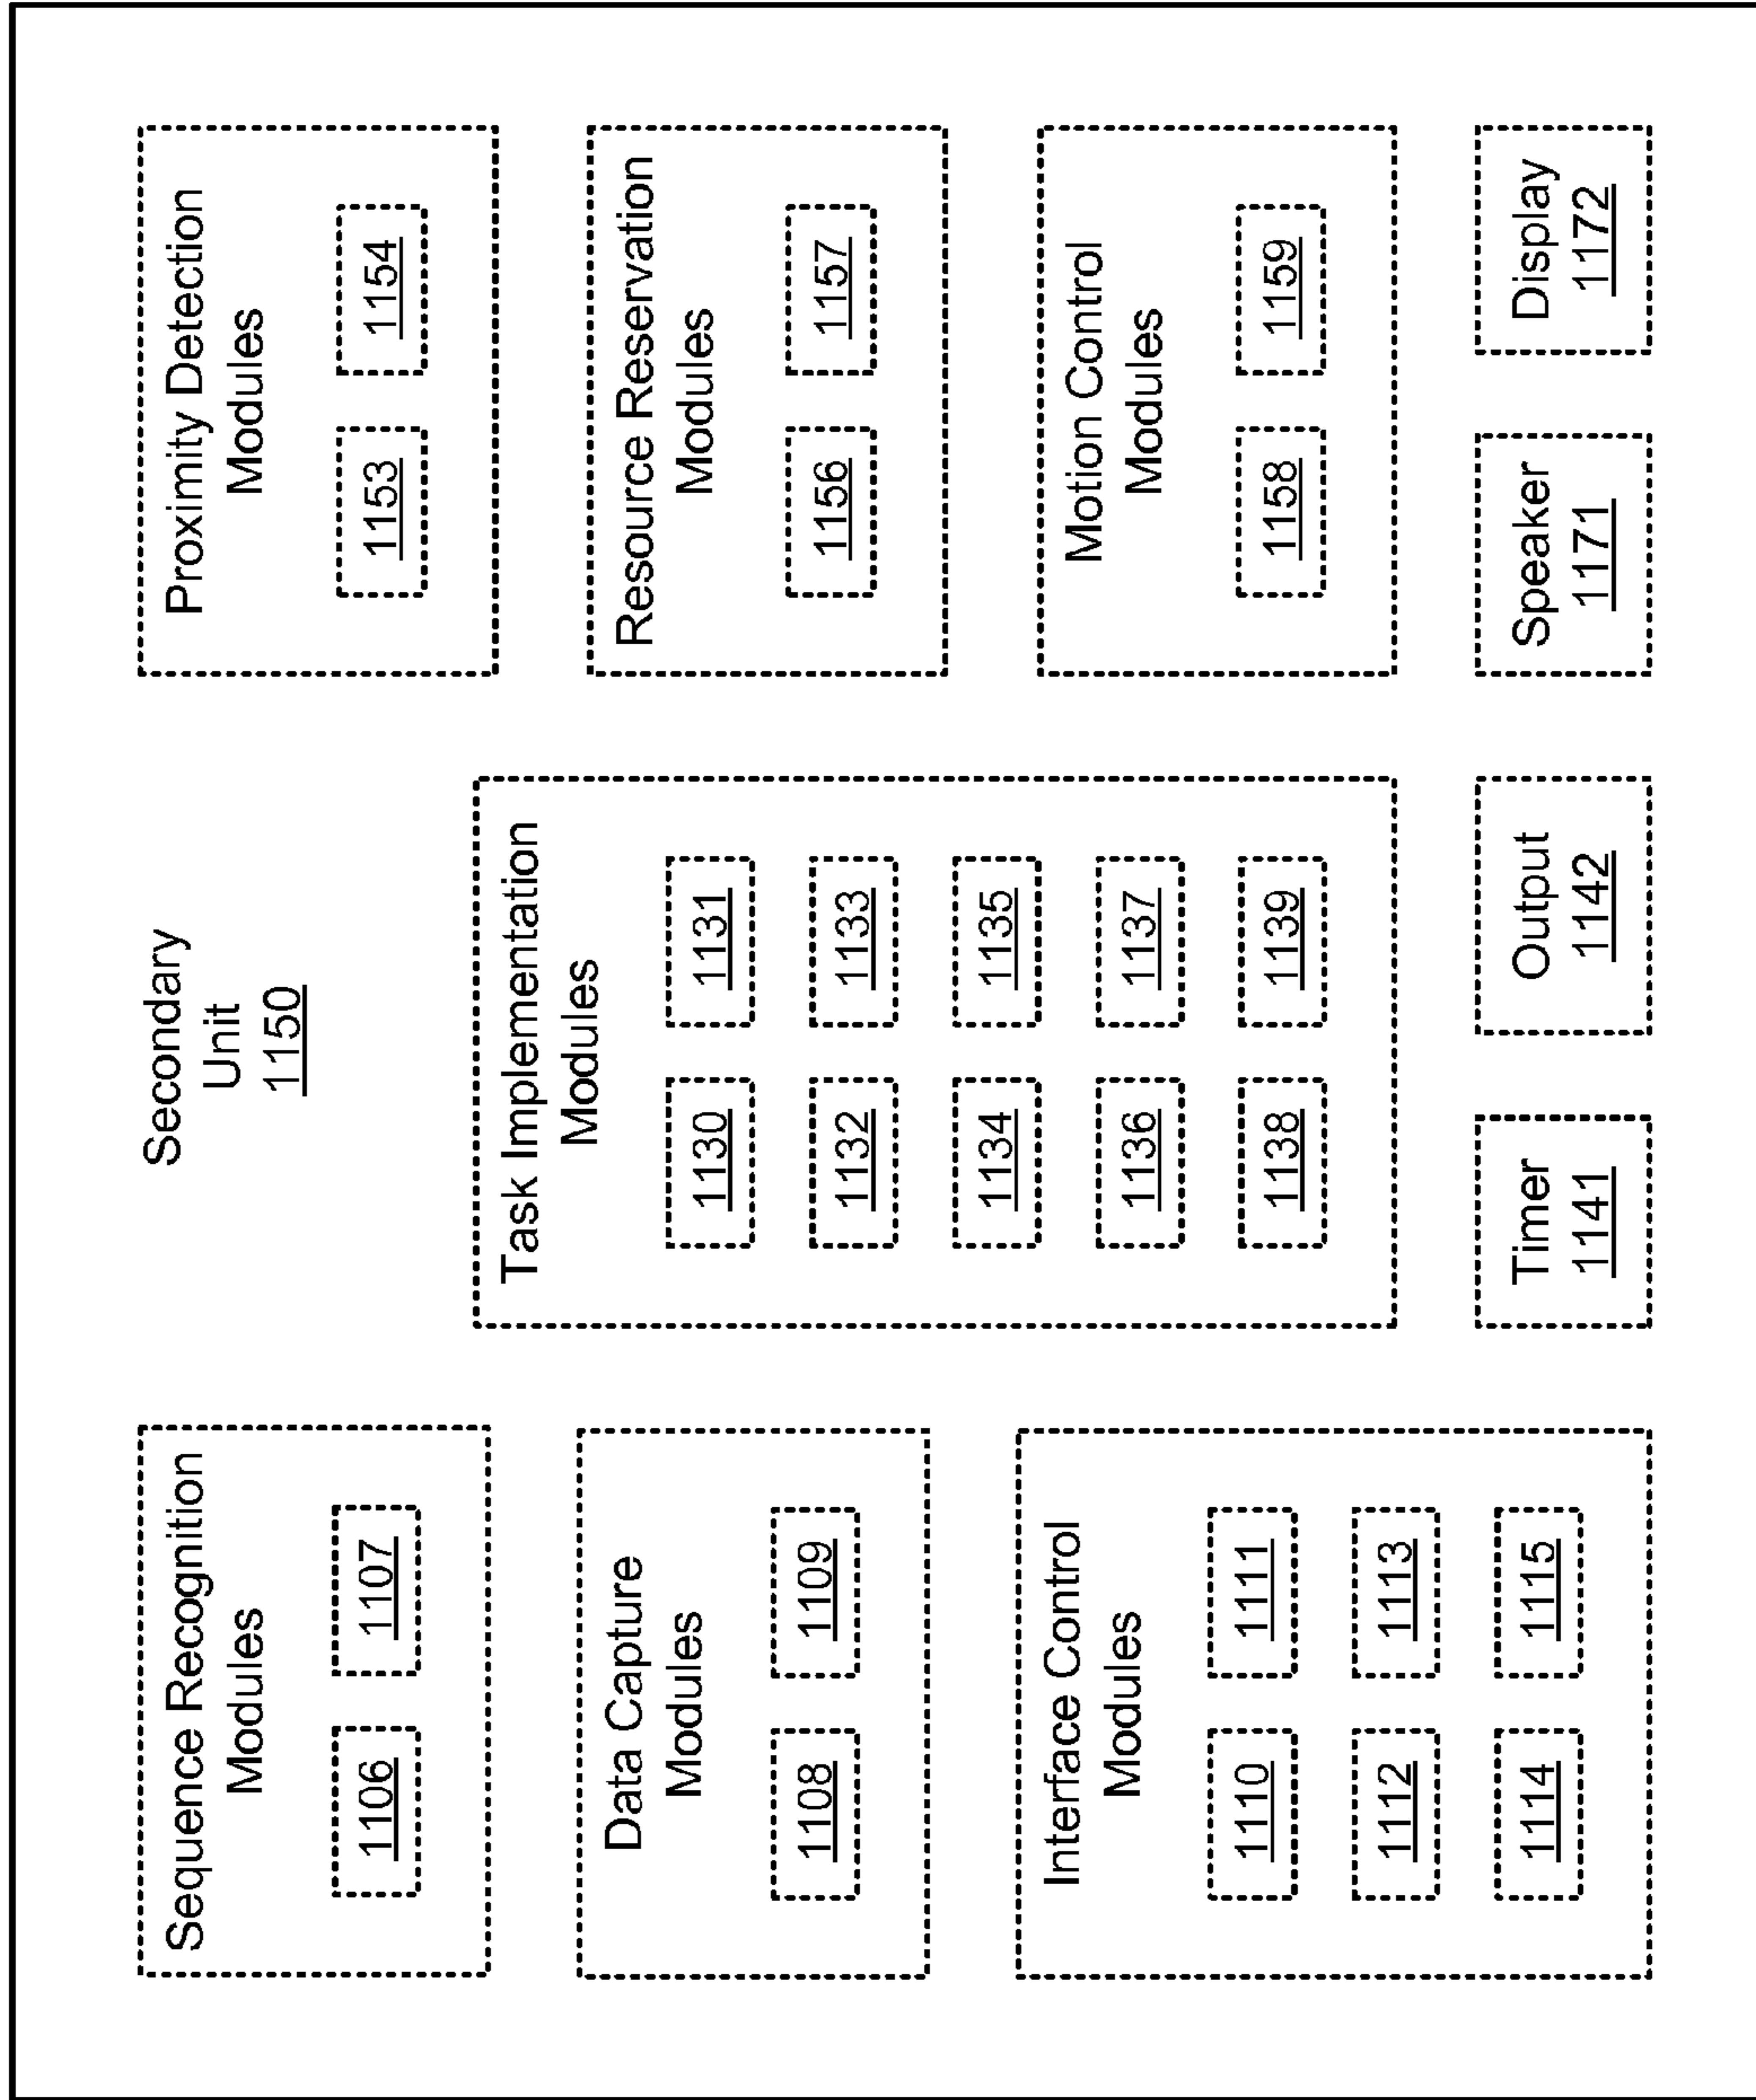 Secondary
Unit
1150
Sequence Recognition
Modules
1106 1107
Data Capture
Modules
1108 1109
Interface Control
Modules
1110 1111
1112 1113
1114 1115
Task Implementation
Modules
1130 1131
1132 1133
1134 1135
1136 1137
1138 1139
Timer
1141
Output
1142
Proximity Detection
Modules
1153 1154
Resource Reservation
Modules
1156 1157
Motion Control
Modules
1158 1159
Speaker
1171
Display
1172